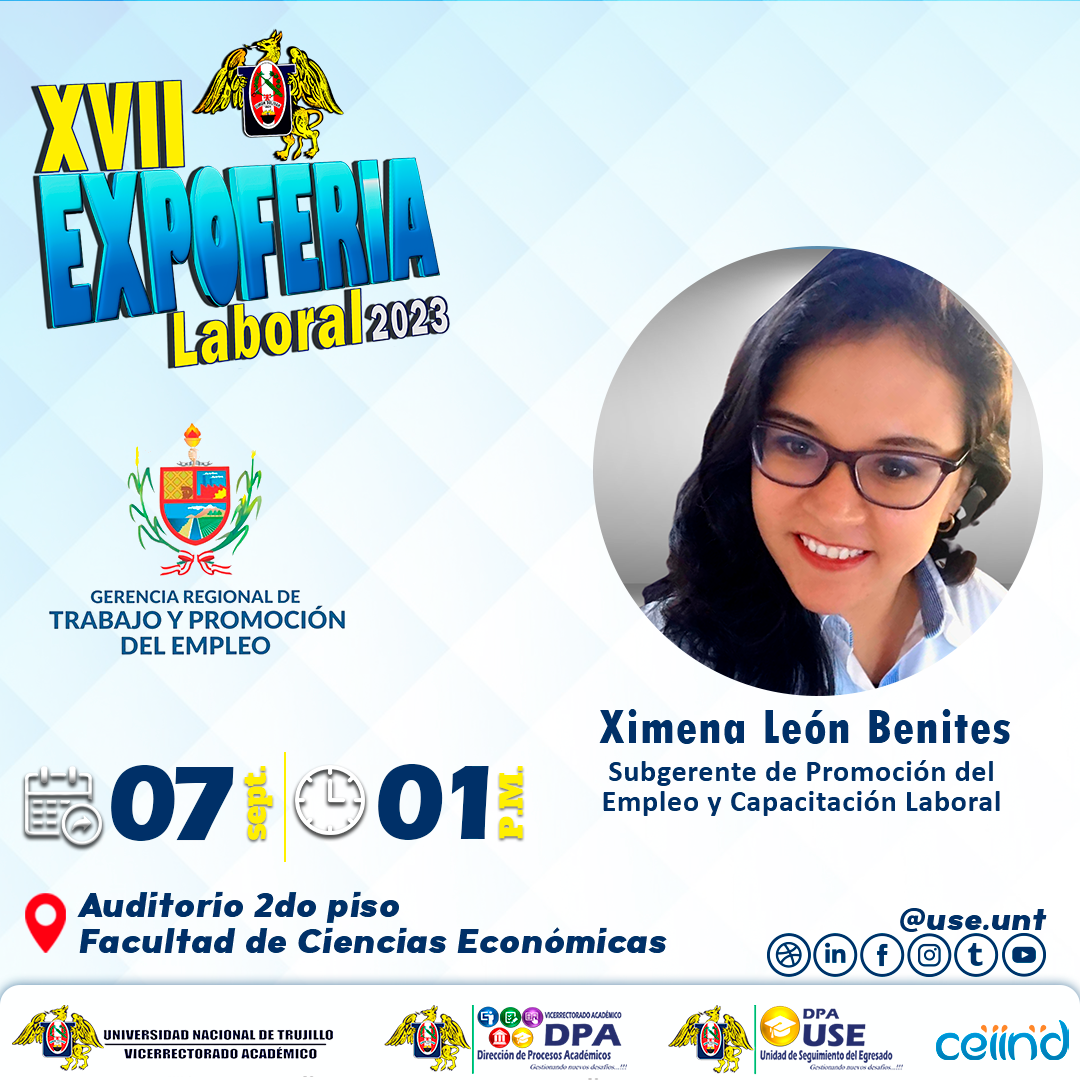 XVII
EXPOFERIA
Laboral 2023
GERENCIA REGIONAL DE
TRABAJO Y PROMOCIÓN
DEL EMPLEO
Ximena León Benites
Subgerente de Promoción del
Empleo y Capacitación Laboral
07 sept. 01 P.M.
Auditorio 2do piso
Facultad de Ciencias Económicas
@use.unt
UNIVERSIDAD NACIONAL DE TRUJILLO
VICERRECTORADO ACADÉMICO
VICERRECTORADO ACADÉMICO
DPA
Dirección de Procesos Académicos
Gestionando nuevos desafíos...!!!
DPA
USE
Unidad de Seguimiento del Egresado
Gestionando nuevos desafíos...!!!
ceiind